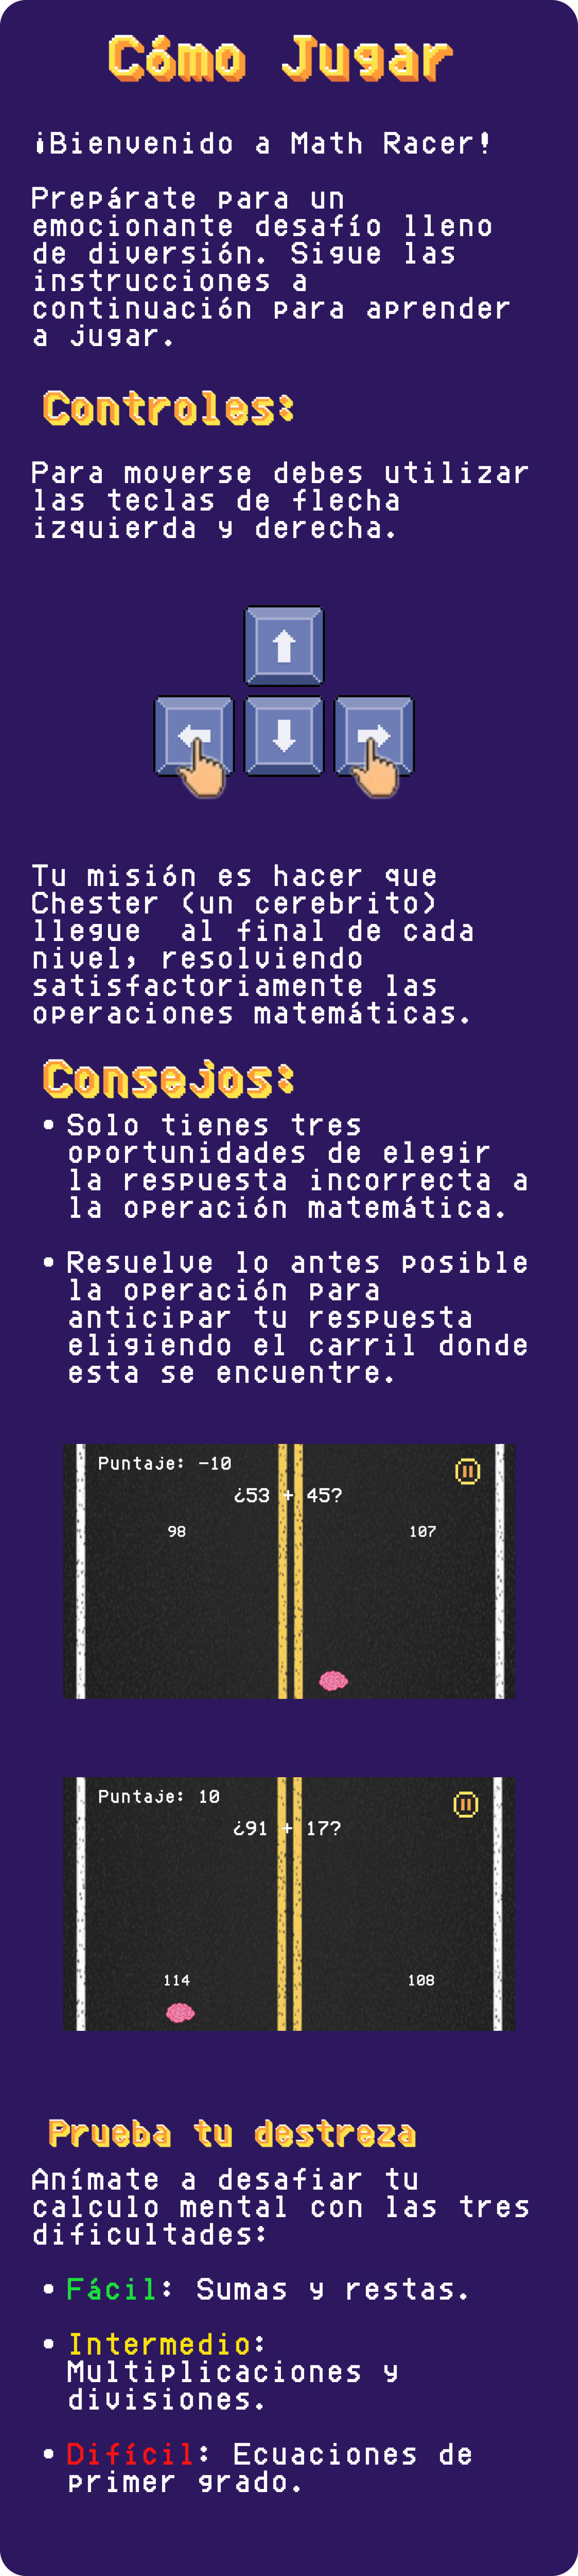 Cómo Jugar
¡Bienvenido a Math Racer!
Prepárate para un
emocionante desafío lleno
de diversión. Sigue las
instrucciones a
continuación para aprender
a jugar.
Controles:
Para moverse debes utilizar
las teclas de flecha
izquierda y derecha.
Tu misión es hacer que
Chester (un cerebrito)
llegue  al final de cada
nivel, resolviendo
satisfactoriamente las
operaciones matemáticas.
Consejos:
• Solo tienes tres
oportunidades de elegir
la respuesta incorrecta a
la operación matemática.
• Resuelve lo antes posible
la operación para
anticipar tu respuesta
eligiendo el carril donde
esta se encuentre.
Puntaje: -10
¿53 + 45?
98 107
Puntaje: 10
¿91 + 17?
114 108
Prueba tu destreza
Anímate a desafiar tu
calculo mental con las tres
dificultades:
• Fácil: Sumas y restas.
• Intermedio:
Multiplicaciones y
divisiones.
• Difícil: Ecuaciones de
primer grado.